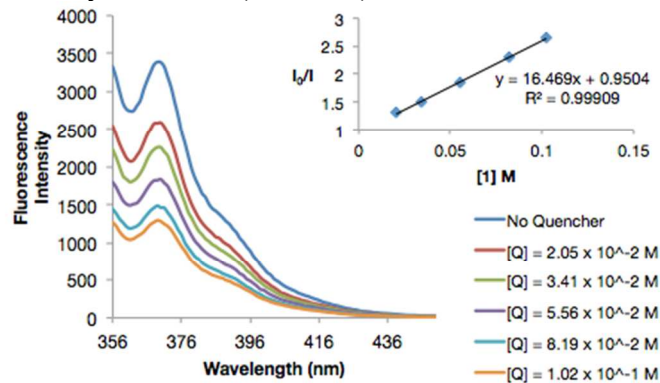 4000
3500
3000
2500
2000
1500
1000
500
0
Fluorescence
Intensity
356
376
396
416
436
Wavelength (nm)
3
2.5
2
1.5
1
I₀/I
y = 16.469x + 0.9504
R² = 0.99909
0
0.05
0.1
0.15
[1] M
No Quencher
[Q] = 2.05 x 10^-2 M
[Q] = 3.41 x 10^-2 M
[Q] = 5.56 x 10^-2 M
[Q] = 8.19 x 10^-2 M
[Q] = 1.02 x 10^-1 M